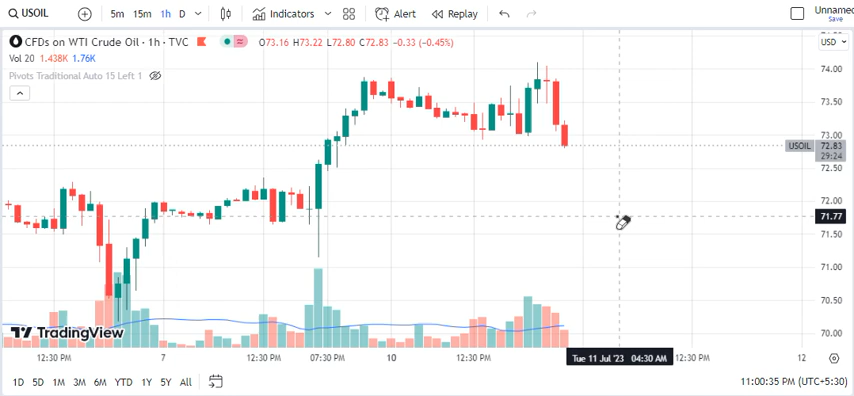 USOIL 5m 15m 1h D Indicators Alert Replay Unnamed
Save
CFDs on WTI Crude Oil · 1h · TVC O73.16 H73.22 L72.80 C72.83 −0.33 (−0.45%) USD
Vol 20 1.438K 1.76K
Pivots Traditional Auto 15 Left 1
74.00
73.50
73.00
USOIL 72.83
29:24
72.50
72.00
71.77
71.50
71.00
70.50
70.00
TradingView
12:30 PM 7 12:30 PM 07:30 PM 10 12:30 PM Tue 11 Jul '23 04:30 AM 12:30 PM 12
1D 5D 1M 3M 6M YTD 1Y 5Y All 11:00:35 PM (UTC+5:30)